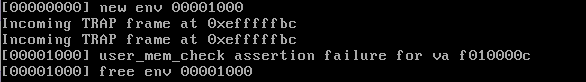 [00000000] new env 00001000
Incoming TRAP frame at 0xefffffbc
Incoming TRAP frame at 0xefffffbc
[00001000] user_mem_check assertion failure for va f010000c
[00001000] free env 00001000